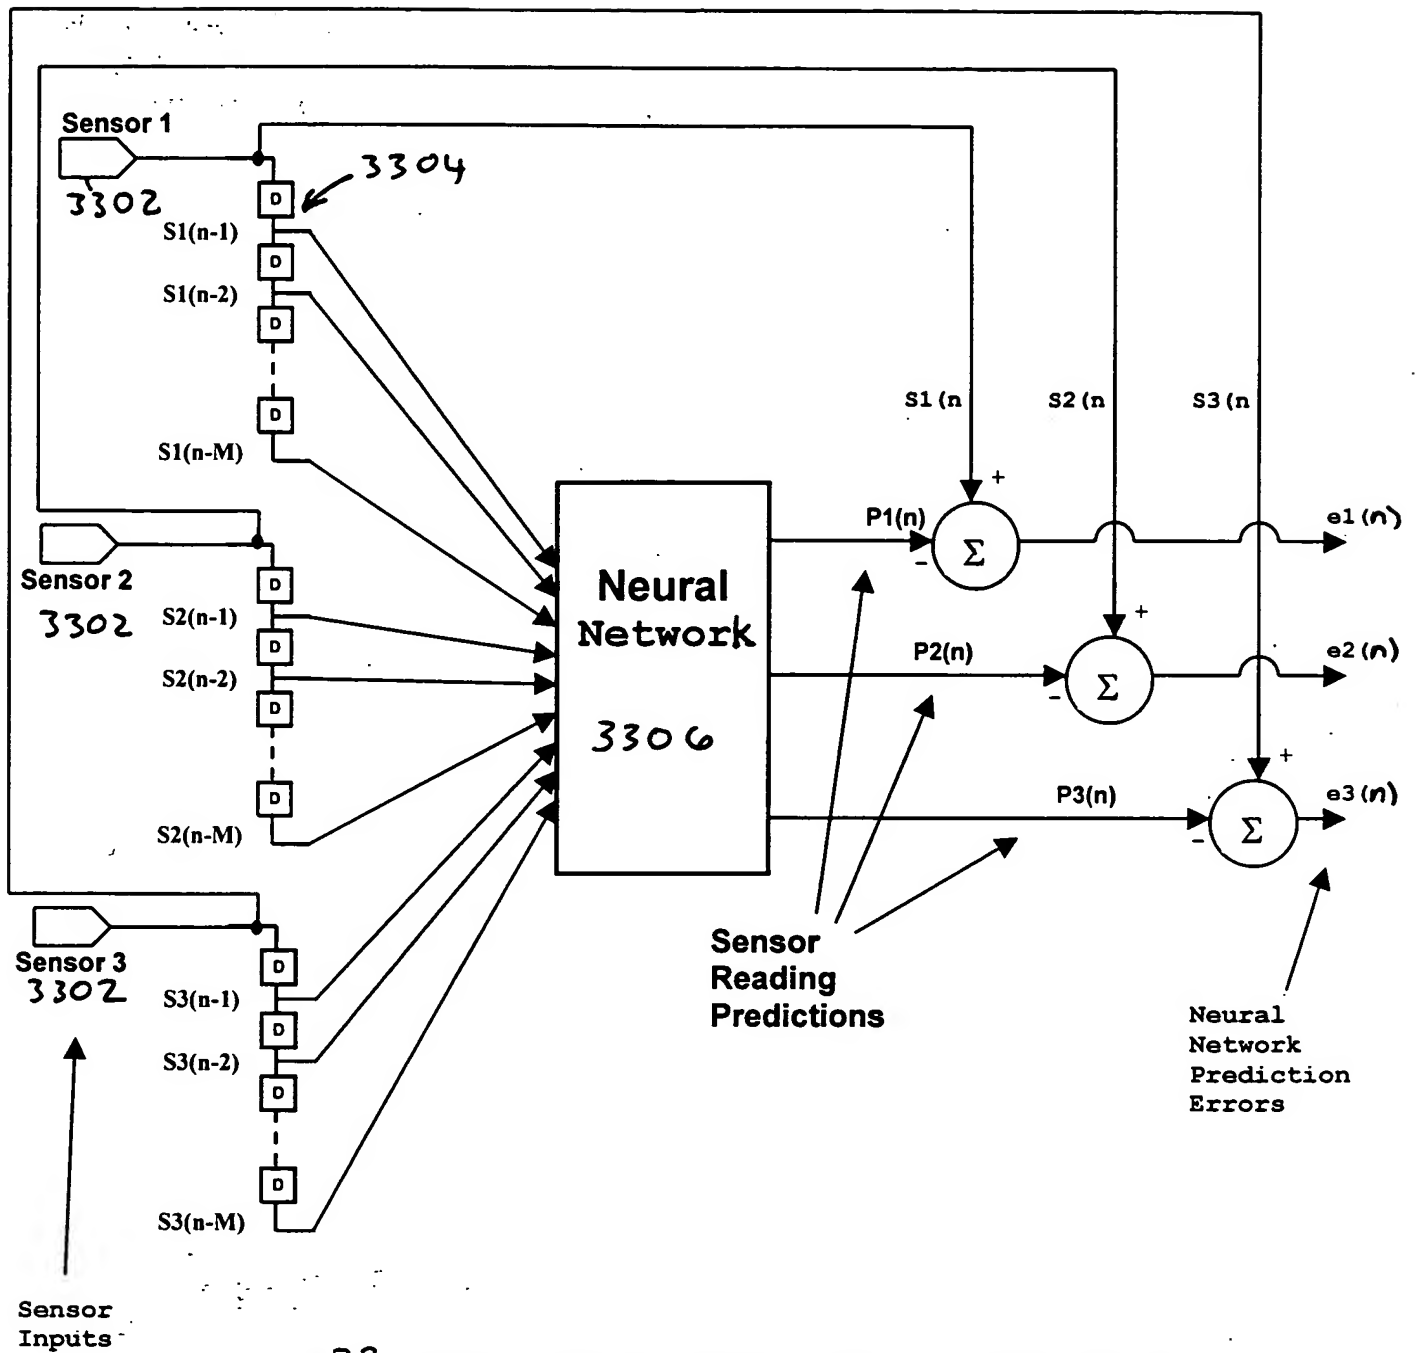 Sensor 1
3302
3304
D
S1(n-1)
D
S1(n-2)
D
D
S1(n-M)
S1(n
S2(n
S3(n
+
P1(n)
-
Σ
e1(n)
Sensor 2
3302
D
S2(n-1)
D
S2(n-2)
D
D
S2(n-M)
Neural
Network
3306
+
P2(n)
-
Σ
e2(n)
+
P3(n)
-
Σ
e3(n)
Sensor 3
3302
D
S3(n-1)
D
S3(n-2)
D
D
S3(n-M)
Sensor
Reading
Predictions
Neural
Network
Prediction
Errors
Sensor
Inputs